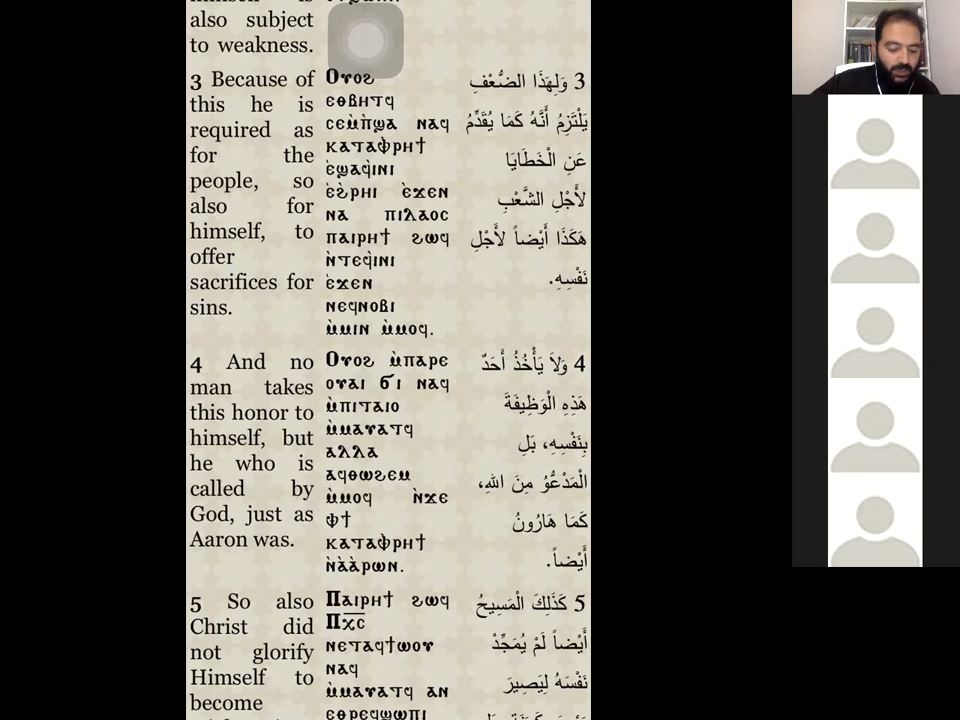 also subject
to weakness.
3 Because of
this he is
required as
for the
people, so
also for
himself, to
offer
sacrifices for
sins.
4 And no
man takes
this honor to
himself, but
he who is
called by
God, just as
Aaron was.
5 So also
Christ did
not glorify
Himself to
become
Ⲟⲩⲟϩ
ⲉⲑⲃⲏⲧϥ
ⲥⲉⲙ̀ⲡϣⲁ ⲛⲁϥ
ⲕⲁⲧⲁⲫⲣⲏϯ
ⲉ̀ϣⲁϥⲓ̀ⲛⲓ
ⲉ̀ϩ̀ⲣⲏⲓ ⲉ̀ϫⲉⲛ
ⲛⲁ ⲡⲓⲗⲁⲟⲥ
ⲡⲁⲓⲣⲏϯ ϩⲱϥ
ⲛ̀ⲧⲉϥⲓ̀ⲛⲓ
ⲉ̀ϫⲉⲛ
ⲛⲉϥⲛⲟⲃⲓ
ⲙ̀ⲙⲓⲛ ⲙ̀ⲙⲟϥ.
Ⲟⲩⲟϩ ⲙ̀ⲡⲁⲣⲉ
ⲟⲩⲁⲓ ϭⲓ ⲛⲁϥ
ⲙ̀ⲡⲓⲧⲁⲓⲟ
ⲙ̀ⲙⲁⲩⲁⲧϥ
ⲁⲗⲗⲁ
ⲁϥⲑⲱϩⲉⲙ
ⲙ̀ⲙⲟϥ ⲛ̀ϫⲉ
ⲫϯ
ⲕⲁⲧⲁⲫⲣⲏϯ
ⲛ̀ⲁ̀ⲁ̀ⲣⲱⲛ.
Ⲡⲁⲓⲣⲏϯ ϩⲱϥ
Ⲡⲭ̅ⲥ̅
ⲛⲉⲧⲁϥϯⲱⲟⲩ
ⲛⲁϥ
ⲙ̀ⲙⲁⲩⲁⲧϥ ⲁⲛ
ⲉⲑⲣⲉϥϣⲱⲡⲓ
3 وَلِهَذَا الضُّعْفِ
يَلْتَزِمُ أَنَّهُ كَمَا يُقَدِّمُ
عَنِ الْخَطَايَا
لأَجْلِ الشَّعْبِ
هَكَذَا أَيْضاً لأَجْلِ
نَفْسِهِ.
4 وَلاَ يَأْخُذُ أَحَدٌ
هَذِهِ الْوَظِيفَةَ
بِنَفْسِهِ، بَلِ
الْمَدْعُّوُ مِنَ اللهِ،
كَمَا هَارُونُ
أَيْضاً.
5 كَذَلِكَ الْمَسِيحُ
أَيْضاً لَمْ يُمَجِّدْ
نَفْسَهُ لِيَصِيرَ